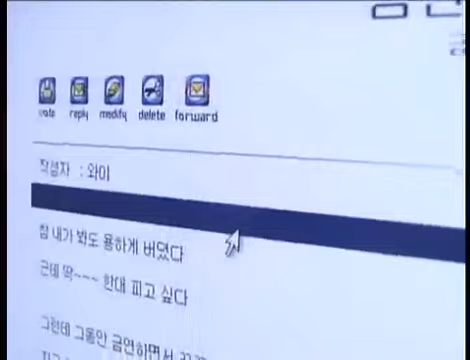 vote reply modify delete forward
작성자 : 와이
참 내가 봐도 용하게 버텼다
근데 딱~~~ 한대 피고 싶다
그런데 그동안 금연하면서